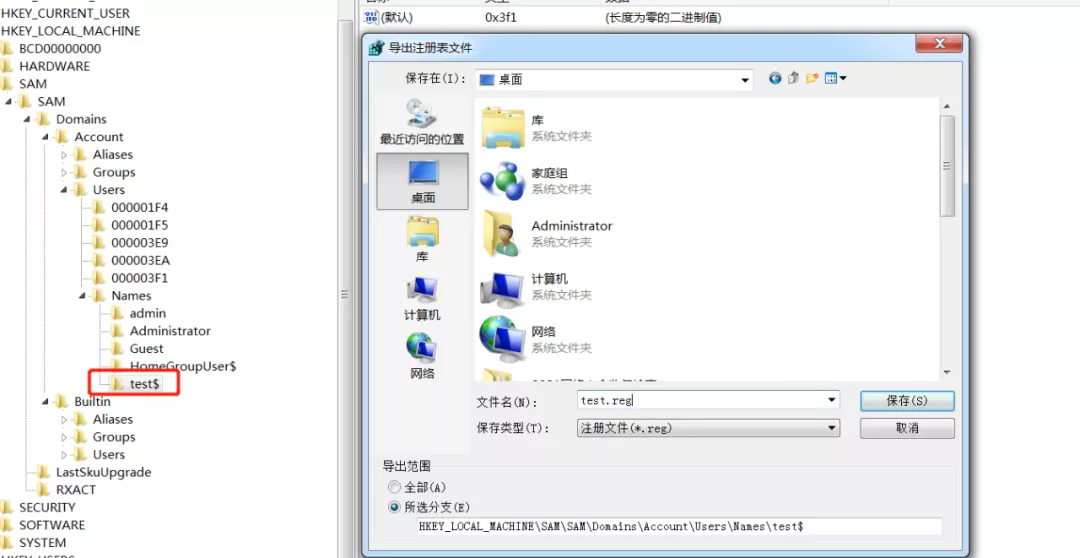 HKEY_CURRENT_USER
HKEY_LOCAL_MACHINE
BCD00000000
HARDWARE
SAM
SAM
Domains
Account
Aliases
Groups
Users
000001F4
000001F5
000003E9
000003EA
000003F1
Names
admin
Administrator
Guest
HomeGroupUser$
test$
Builtin
Aliases
Groups
Users
LastSkuUpgrade
RXACT
SECURITY
SOFTWARE
SYSTEM
(默认) 0x3f1 (长度为零的二进制值)
导出注册表文件
保存在(I): 桌面
最近访问的位置
桌面
库
计算机
网络
库
系统文件夹
家庭组
系统文件夹
Administrator
系统文件夹
计算机
系统文件夹
网络
系统文件夹
文件名(N): test.reg 保存(S)
保存类型(T): 注册文件(*.reg) 取消
导出范围
全部(A)
所选分支(E)
HKEY_LOCAL_MACHINE\SAM\SAM\Domains\Account\Users\Names\test$